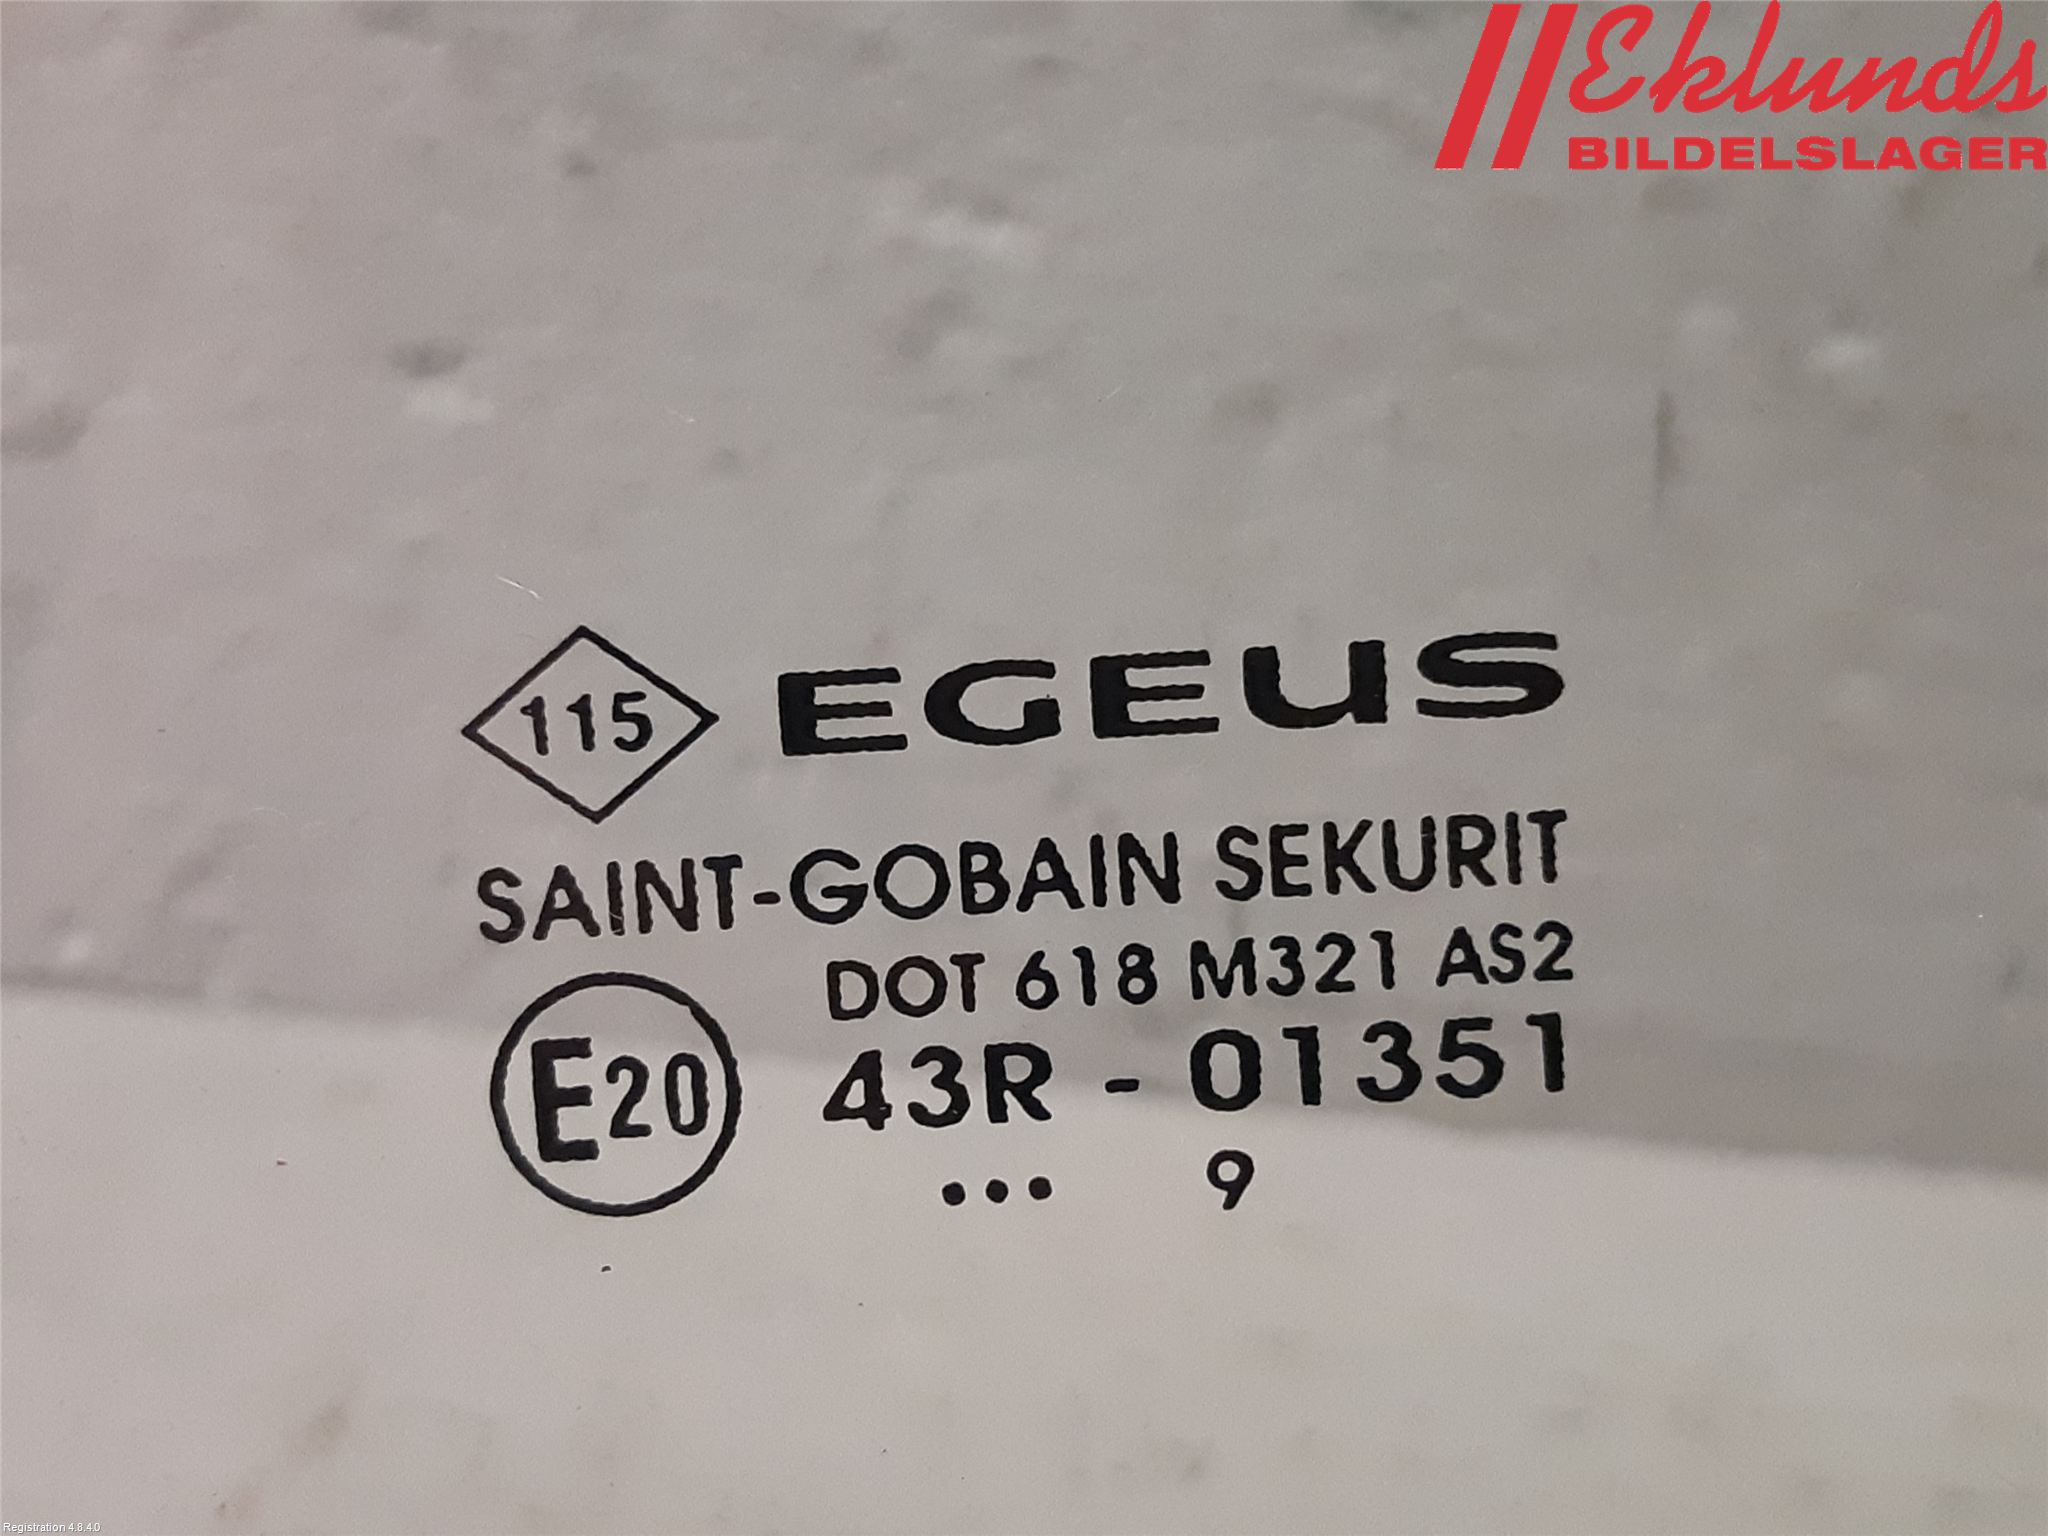 Eklunds
BILDELSLAGER
115 EGEUS
SAINT-GOBAIN SEKURIT
DOT 618 M321 AS2
E20 43R - 01351
... 9
Registration 4.8.4.0